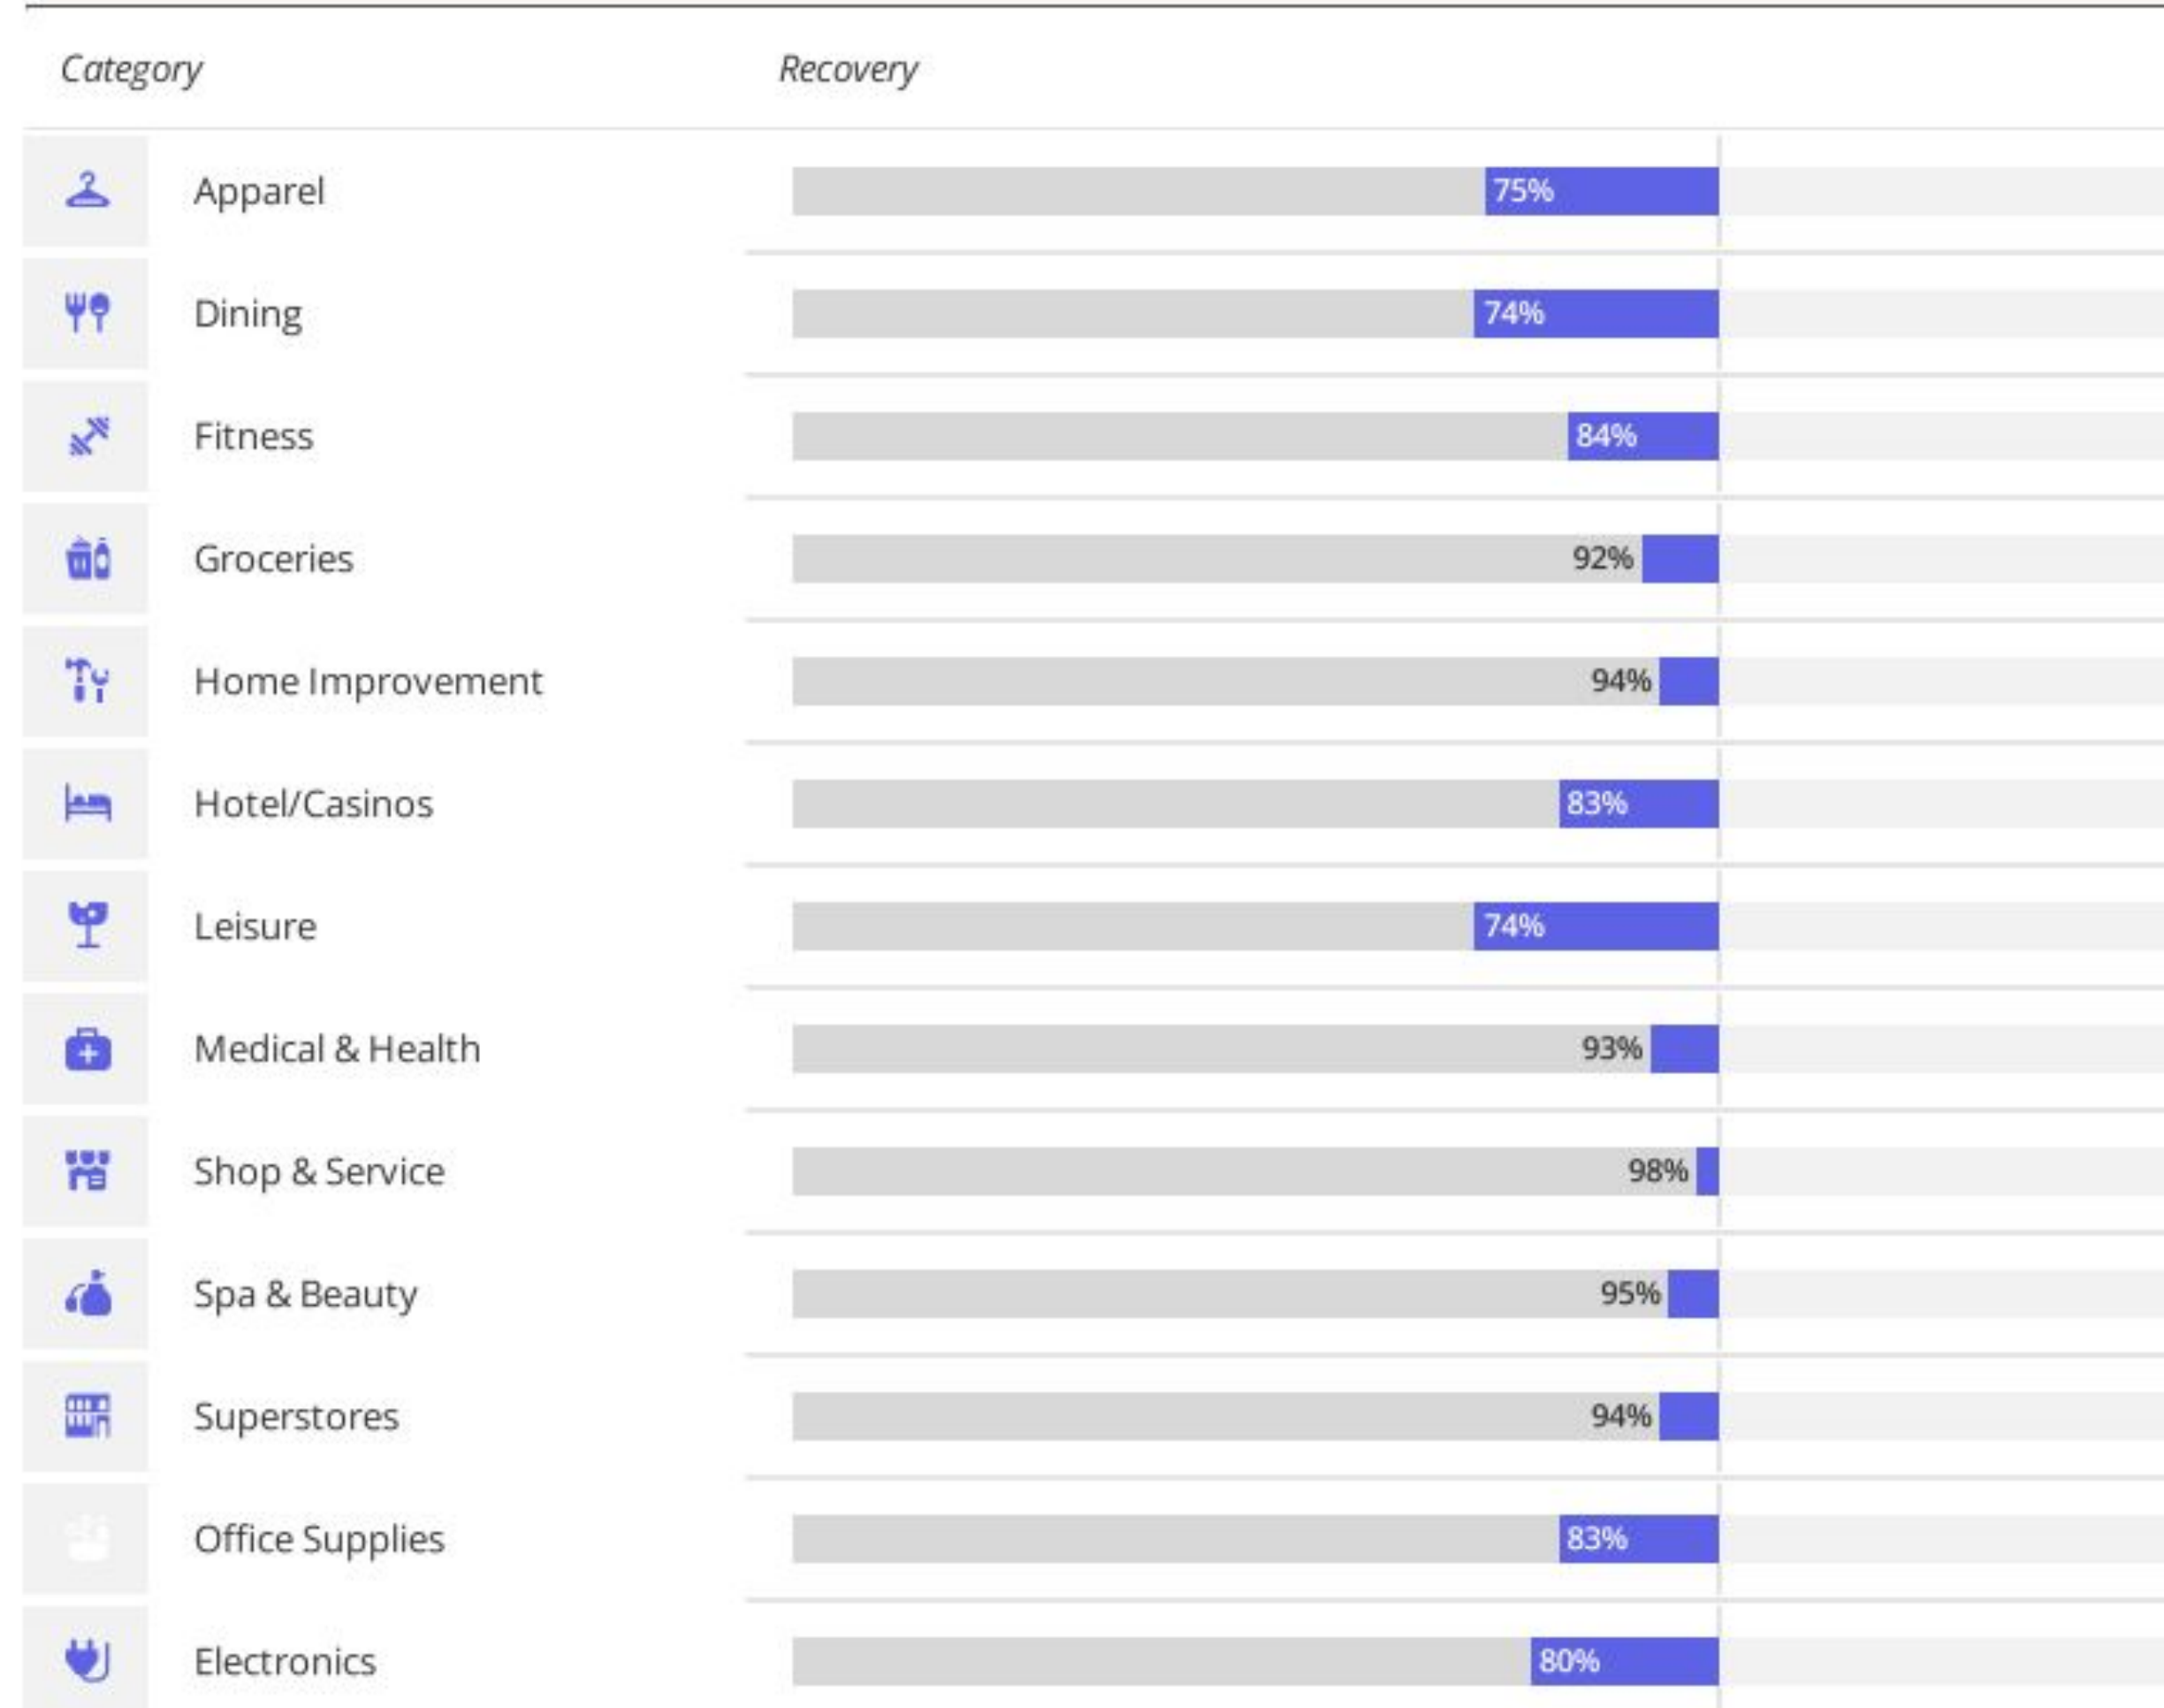 Category Recovery
Apparel 75%
Dining 74%
Fitness 84%
Groceries 92%
Home Improvement 94%
Hotel/Casinos 83%
Leisure 74%
Medical & Health 93%
Shop & Service 98%
Spa & Beauty 95%
Superstores 94%
Office Supplies 83%
Electronics 80%